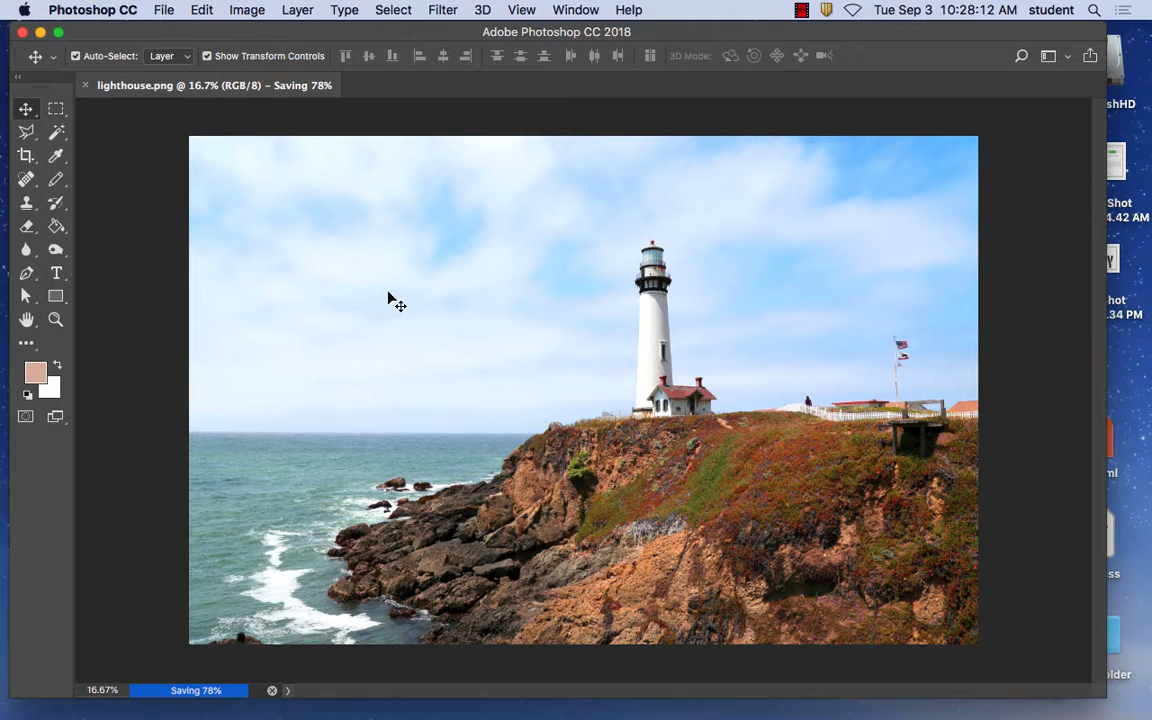 Photoshop CC File Edit Image Layer Type Select Filter 3D View Window Help Tue Sep 3 10:28:12 AM student
Adobe Photoshop CC 2018
Auto-Select: Layer Show Transform Controls 3D Mode:
lighthouse.png @ 16.7% (RGB/8) – Saving 78%
shHD
Shot
4.42 AM
hot
.34 PM
ml
ss
older
16.67% Saving 78%